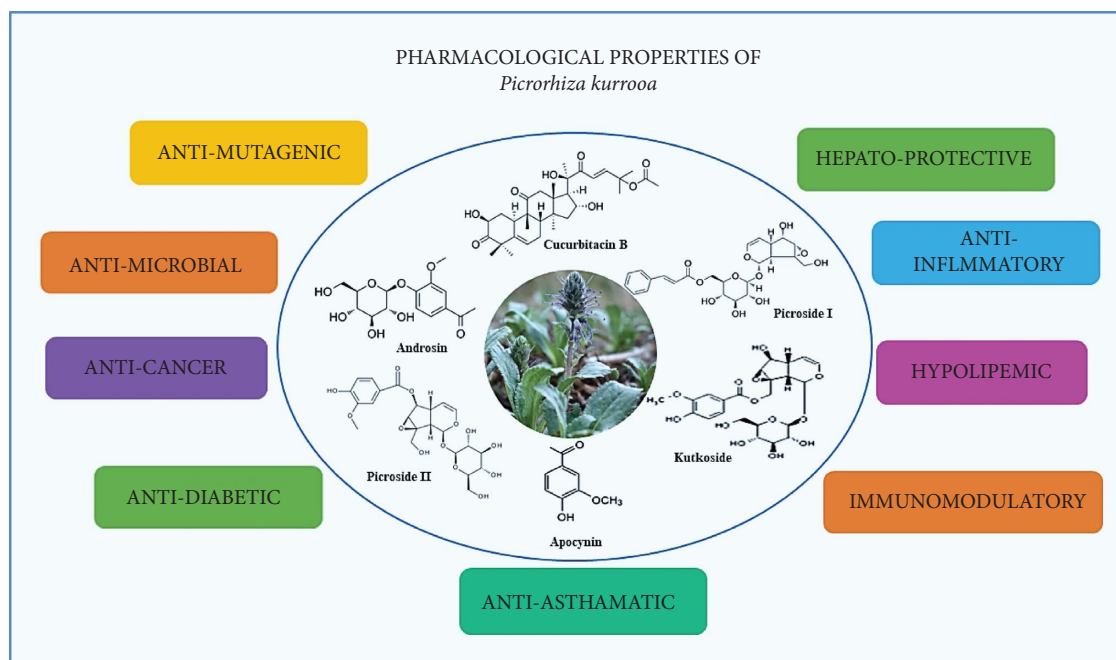 PHARMACOLOGICAL PROPERTIES OF
Picrorhiza kurrooa
ANTI-MUTAGENIC
HEPATO-PROTECTIVE
ANTI-MICROBIAL
ANTI-
INFLMMATORY
ANTI-CANCER
HYPOLIPEMIC
ANTI-DIABETIC
IMMUNOMODULATORY
ANTI-ASTHAMATIC
Cucurbitacin B
Picroside I
Androsin
Kutkoside
Picroside II
Apocynin